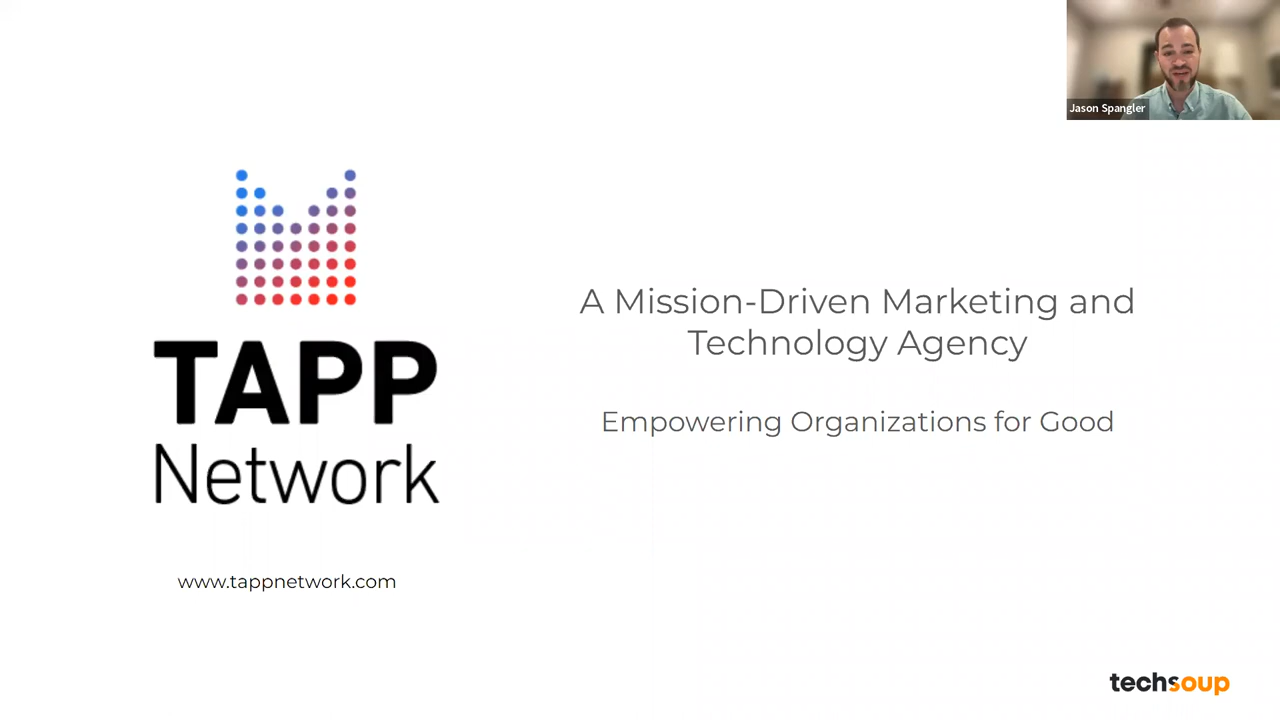 Jason Spangler
TAPP
Network
www.tappnetwork.com
A Mission-Driven Marketing and
Technology Agency
Empowering Organizations for Good
techsoup